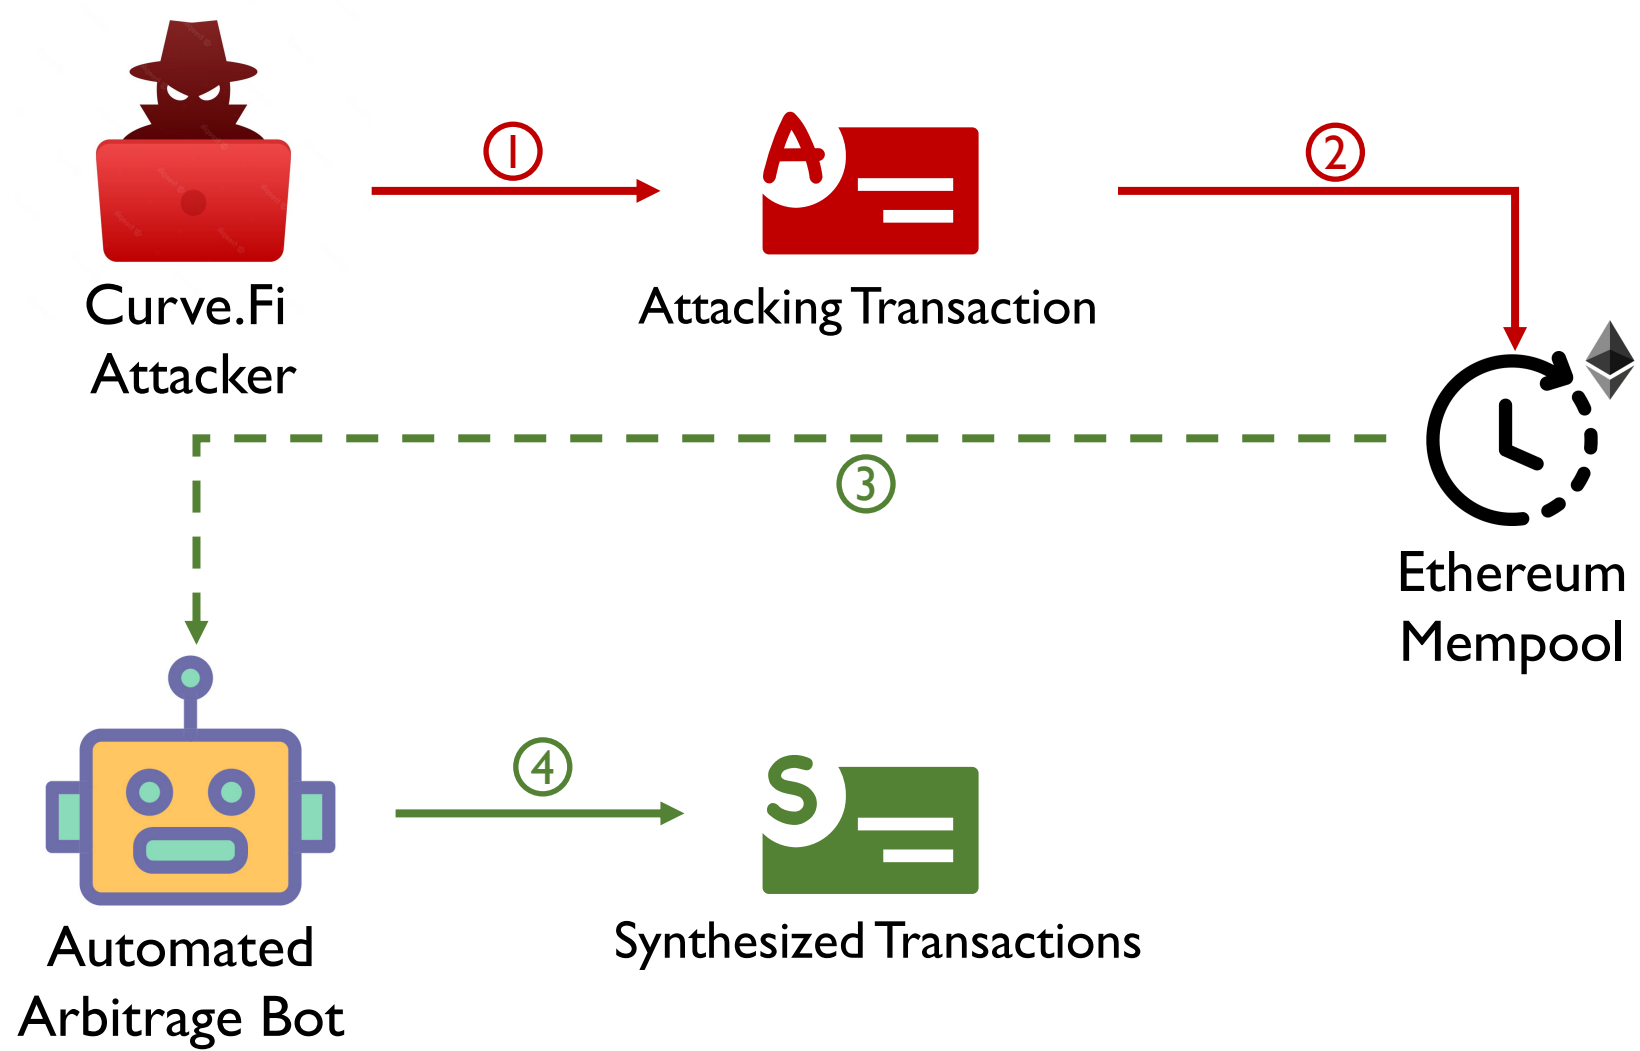 ①
②
A
Curve.Fi
Attacker
Attacking Transaction
③
Ethereum
Mempool
④
S
Automated
Arbitrage Bot
Synthesized Transactions